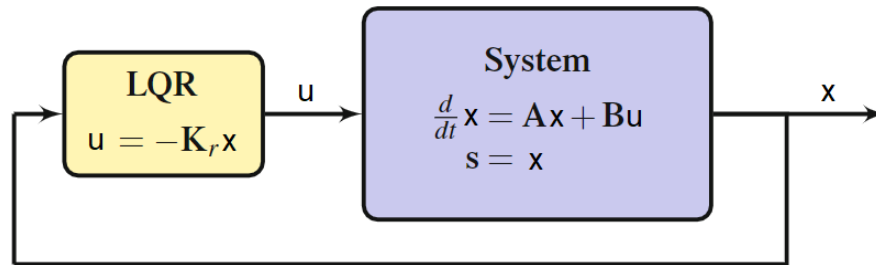 LQR
u = −K_r x
u
System
d/dt x = Ax + Bu
s = x
x